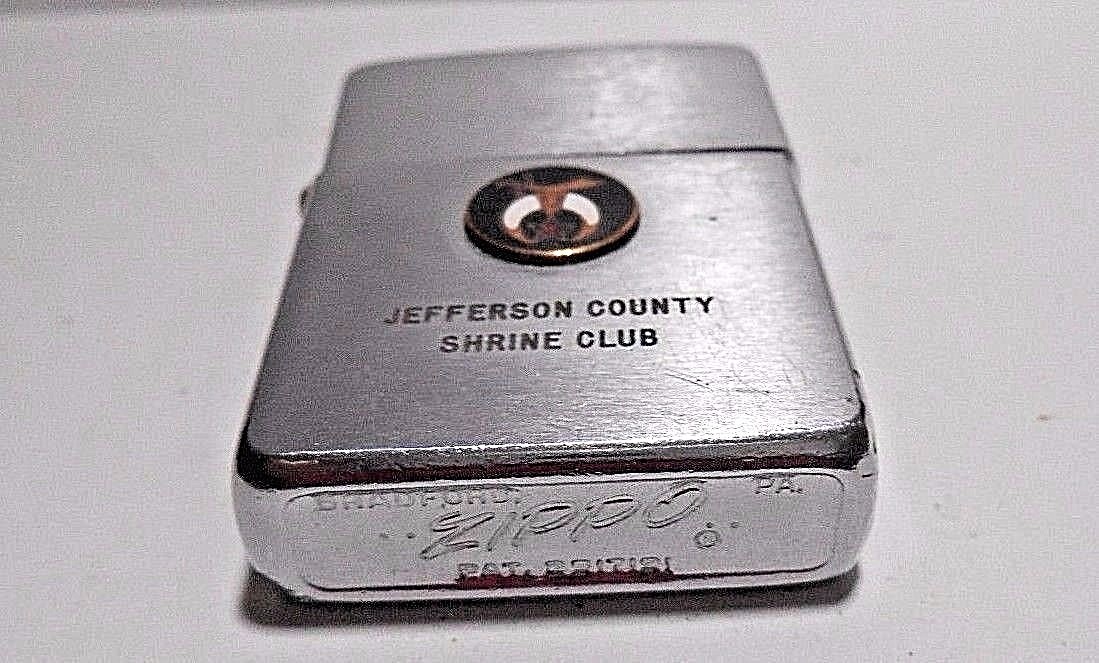 JEFFERSON COUNTY
SHRINE CLUB
BRADFORD, PA.
ZIPPO
PAT.